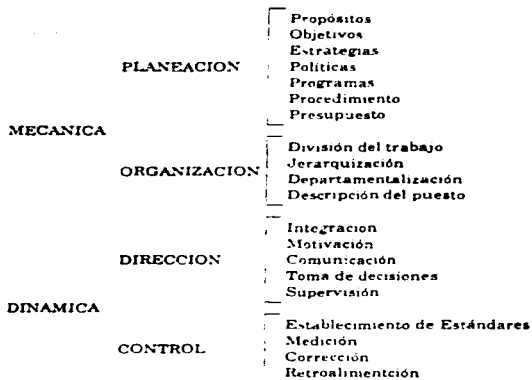 PLANEACION
Propósitos
Objetivos
Estrategias
Políticas
Programas
Procedimiento
Presupuesto
MECANICA
ORGANIZACION
División del trabajo
Jerarquización
Departamentalización
Descripción del puesto
DIRECCION
Integracion
Motivación
Comunicación
Toma de decisiones
Supervisión
DINAMICA
CONTROL
Establecimiento de Estándares
Medición
Corrección
Retroalimentción